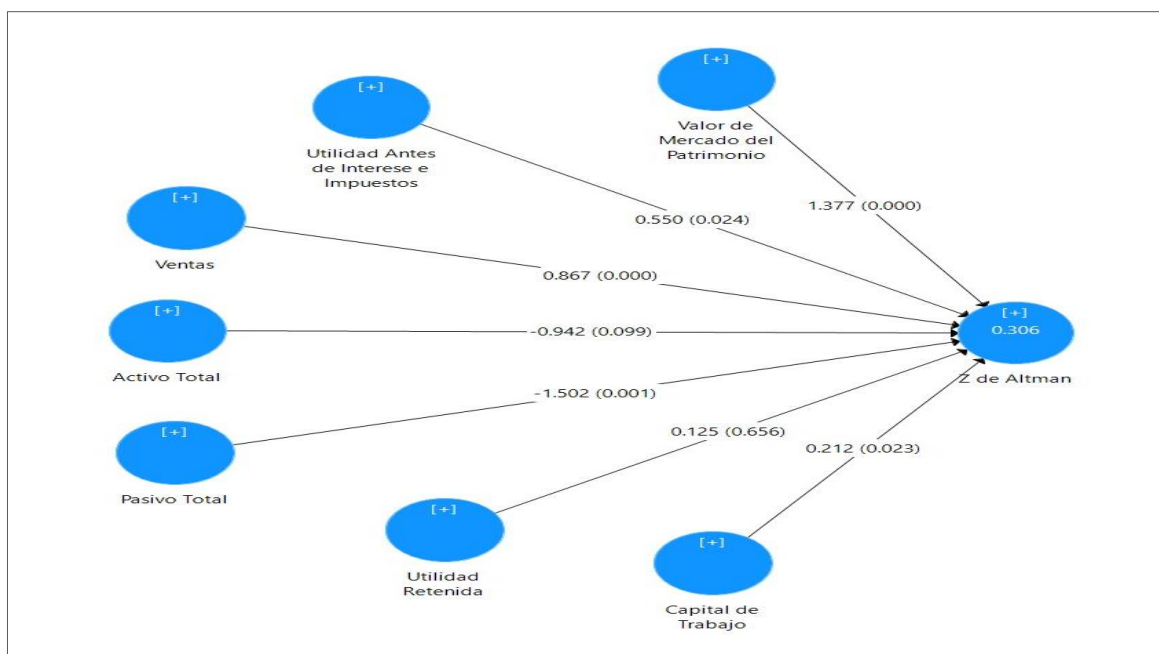 [+]
Valor de
Mercado del
Patrimonio
[+]
Utilidad Antes
de Interese e
Impuestos
1.377 (0.000)
0.550 (0.024)
[+]
Ventas
0.867 (0.000)
[+]
Activo Total
-0.942 (0.099)
[+]
0.306
Z de Altman
-1.502 (0.001)
[+]
Pasivo Total
0.125 (0.656)
0.212 (0.023)
[+]
Utilidad
Retenida
[+]
Capital de
Trabajo